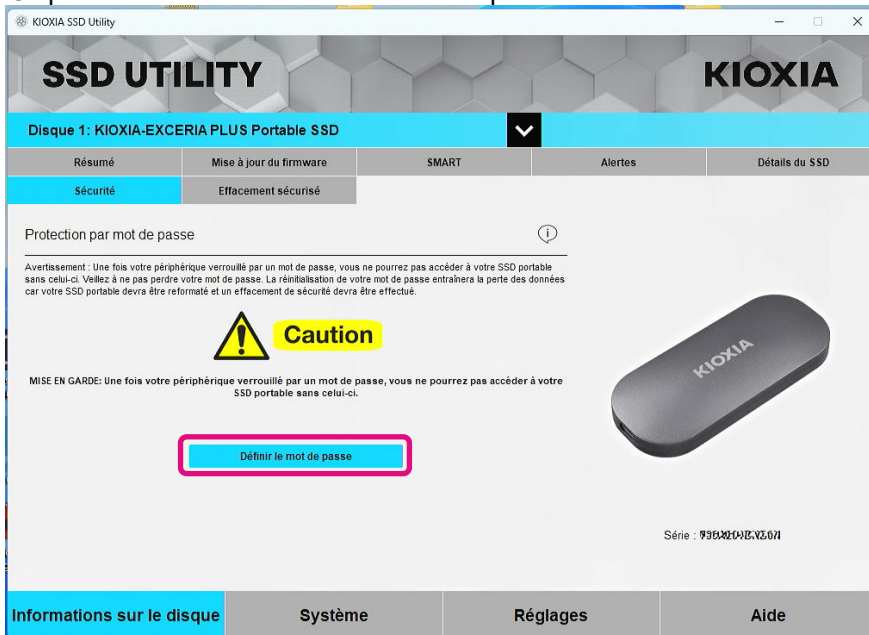 KIOXIA SSD Utility
SSD UTILITY
KIOXIA
Disque 1: KIOXIA-EXCERIA PLUS Portable SSD
Résumé
Mise à jour du firmware
SMART
Alertes
Détails du SSD
Sécurité
Effacement sécurisé
Protection par mot de passe
Avertissement : Une fois votre périphérique verrouillé par un mot de passe, vous ne pourrez pas accéder à votre SSD portable
sans celui-ci. Veillez à ne pas perdre votre mot de passe. La réinitialisation de votre mot de passe entraînera la perte des données
car votre SSD portable devra être reformaté et un effacement de sécurité devra être effectué.
Caution
MISE EN GARDE: Une fois votre périphérique verrouillé par un mot de passe, vous ne pourrez pas accéder à votre
SSD portable sans celui-ci.
Définir le mot de passe
KIOXIA
Série :
Informations sur le disque
Système
Réglages
Aide